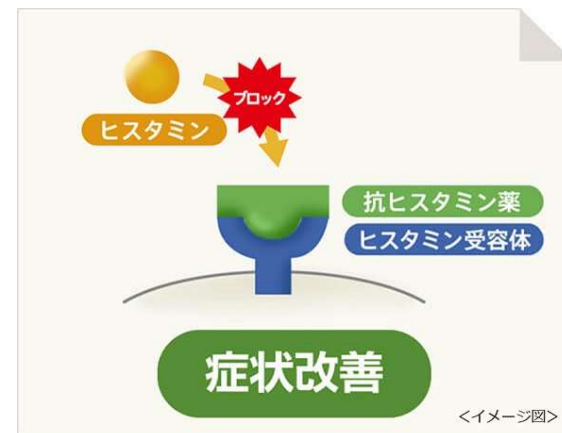 ブロック
ヒスタミン
抗ヒスタミン薬
ヒスタミン受容体
症状改善
<イメージ図>